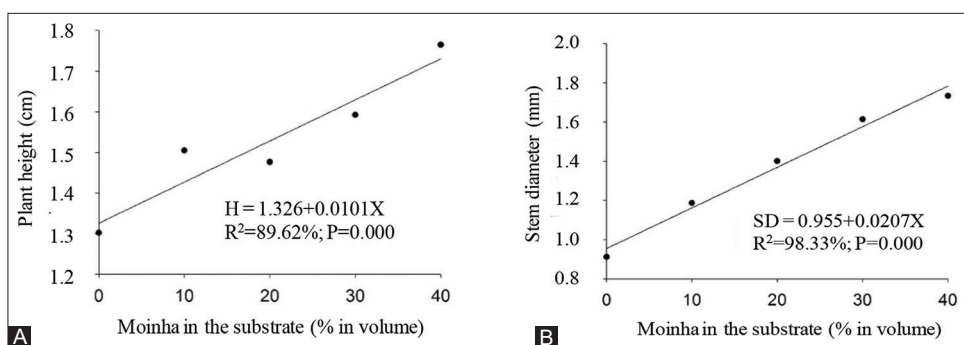 Plant height (cm)
1.8
1.7
1.6
1.5
1.4
1.3
1.2
H = 1.326+0.0101X
R²=89.62%; P=0.000
0 10 20 30 40
Moinha in the substrate (% in volume)
A
Stem diameter (mm)
2.0
1.8
1.6
1.4
1.2
1.0
0.8
SD = 0.955+0.0207X
R²=98.33%; P=0.000
0 10 20 30 40
Moinha in the substrate (% in volume)
B